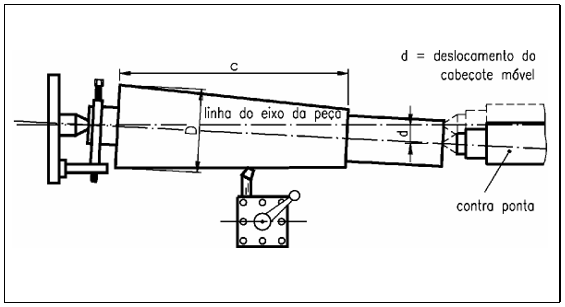 c
d = deslocamento do
cabeçote móvel
linha do eixo da peça
D
d
contra ponta